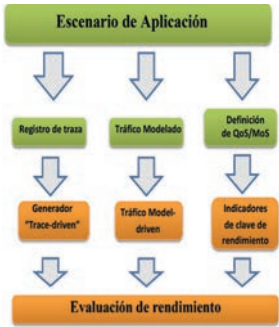 Escenario de Aplicación
Registro de traza
Tráfico Modelado
Definición
de QoS/MoS
Generador
"Trace-driven"
Tráfico Model-
driven
Indicadores
de clave de
rendimiento
Evaluación de rendimiento